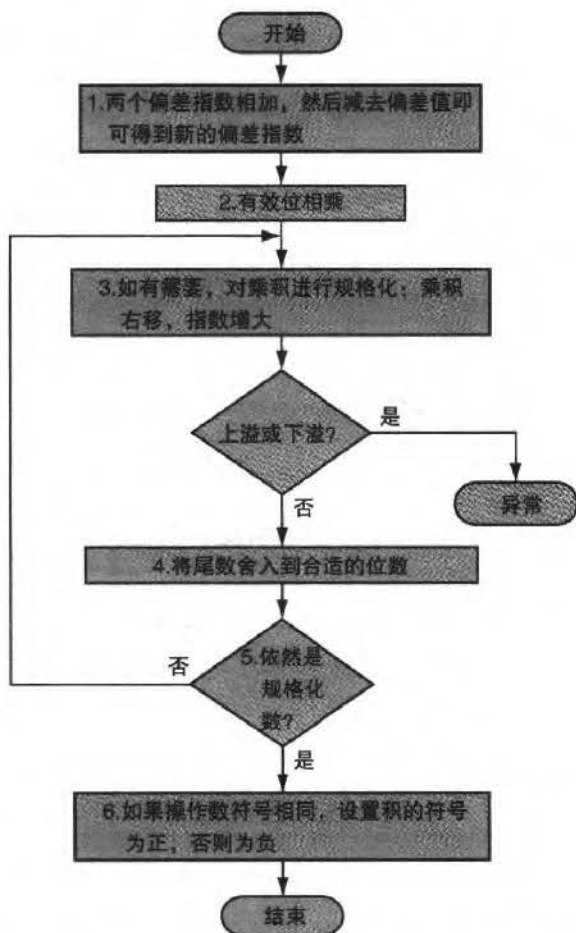 开始
1.两个偏差指数相加，然后减去偏差值即
可得到新的偏差指数
2.有效位相乘
3.如有需要，对乘积进行规格化：乘积
右移，指数增大
上溢或下溢？
是
异常
否
4.将尾数舍入到合适的位数
否
5.依然是
规格化
数？
是
6.如果操作数符号相同，设置积的符号
为正，否则为负
结束